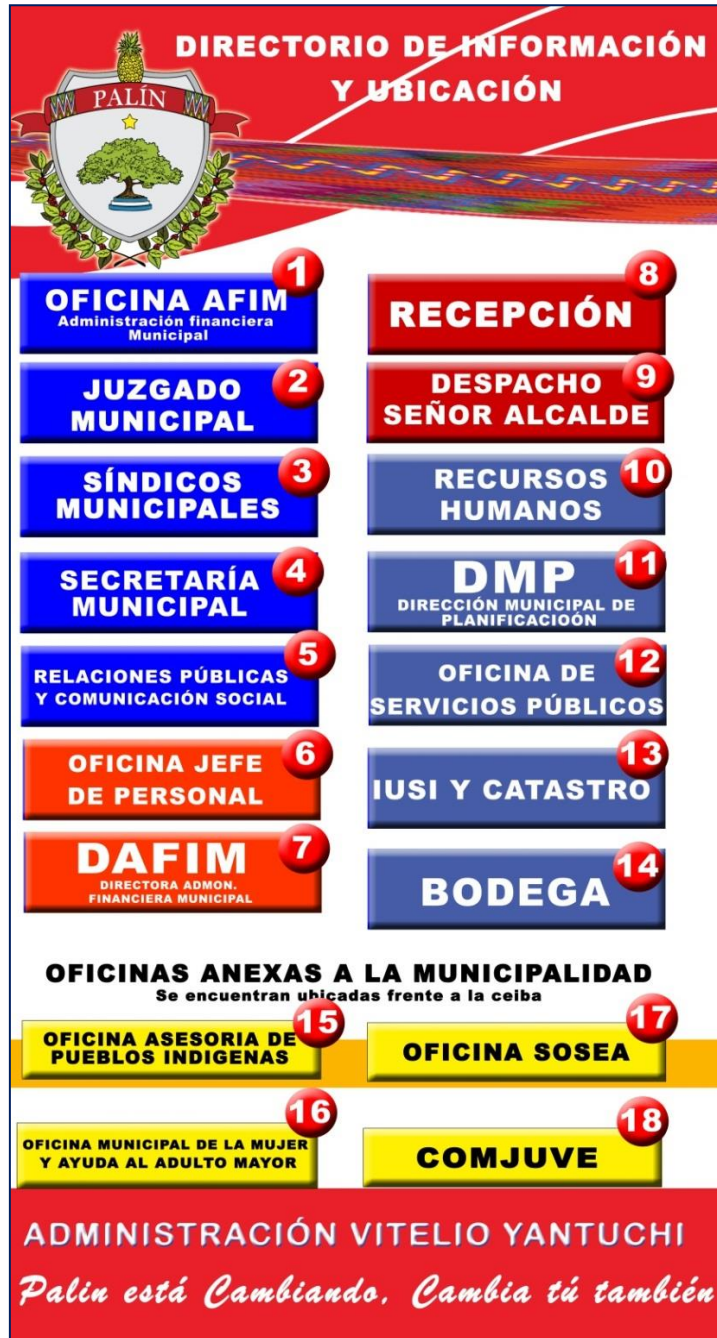 DIRECTORIO DE INFORMACIÓN
Y UBICACIÓN
PALÍN
1
OFICINA AFIM
Administración financiera
Municipal
2
JUZGADO
MUNICIPAL
3
SÍNDICOS
MUNICIPALES
4
SECRETARÍA
MUNICIPAL
5
RELACIONES PÚBLICAS
Y COMUNICACIÓN SOCIAL
6
OFICINA JEFE
DE PERSONAL
7
DAFIM
DIRECTORA ADMON.
FINANCIERA MUNICIPAL
8
RECEPCIÓN
9
DESPACHO
SEÑOR ALCALDE
10
RECURSOS
HUMANOS
11
DMP
DIRECCIÓN MUNICIPAL DE
PLANIFICACIOÓN
12
OFICINA DE
SERVICIOS PÚBLICOS
13
IUSI Y CATASTRO
14
BODEGA
OFICINAS ANEXAS A LA MUNICIPALIDAD
Se encuentran ubicadas frente a la ceiba
15
OFICINA ASESORIA DE
PUEBLOS INDIGENAS
16
OFICINA MUNICIPAL DE LA MUJER
Y AYUDA AL ADULTO MAYOR
17
OFICINA SOSEA
18
COMJUVE
ADMINISTRACIÓN VITELIO YANTUCHI
Palin está Cambiando, Cambia tú también